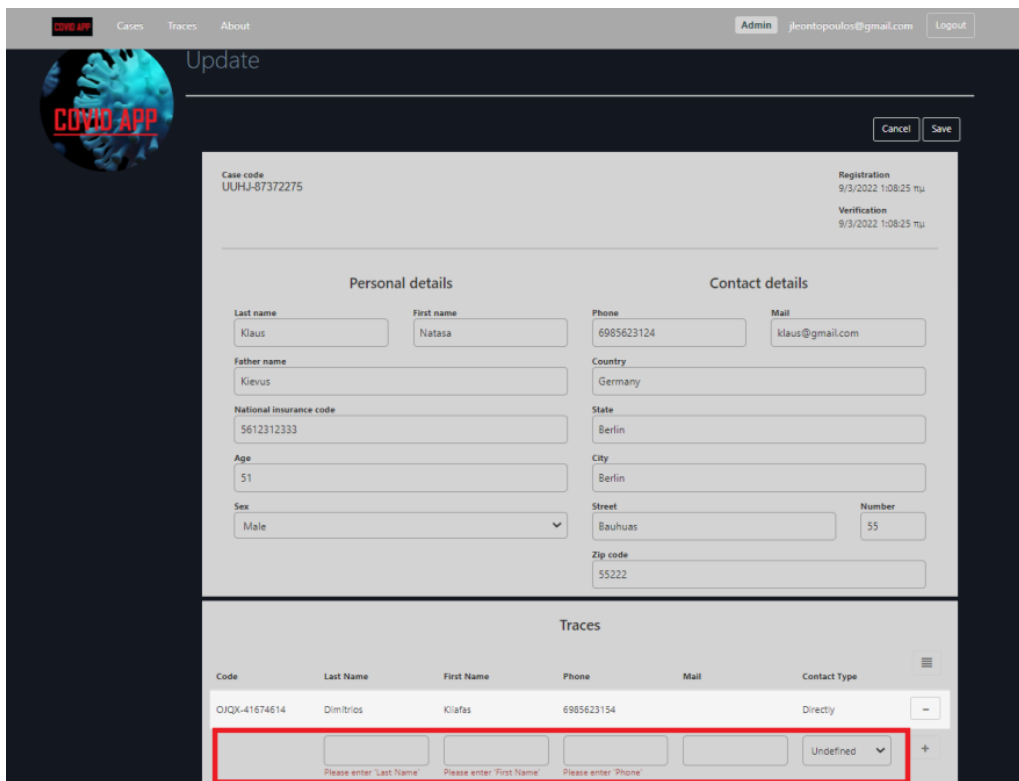 COVID APP Cases Traces About Admin jleontopoulos@gmail.com Logout
Update
COVID APP
Cancel Save
Case code
UUHJ-87372275
Registration
9/3/2022 1:08:25 πμ
Verification
9/3/2022 1:08:25 πμ
Personal details
Last name First name
Klaus Natasa
Father name
Kievus
National insurance code
5612312333
Age
51
Sex
Male
Contact details
Phone Mail
6985623124 klaus@gmail.com
Country
Germany
State
Berlin
City
Berlin
Street Number
Bauhuas 55
Zip code
55222
Traces
Code Last Name First Name Phone Mail Contact Type
OJQX-41674614 Dimitrios Kilafas 6985623154 Directly −
Undefined +
Please enter 'Last Name' Please enter 'First Name' Please enter 'Phone'